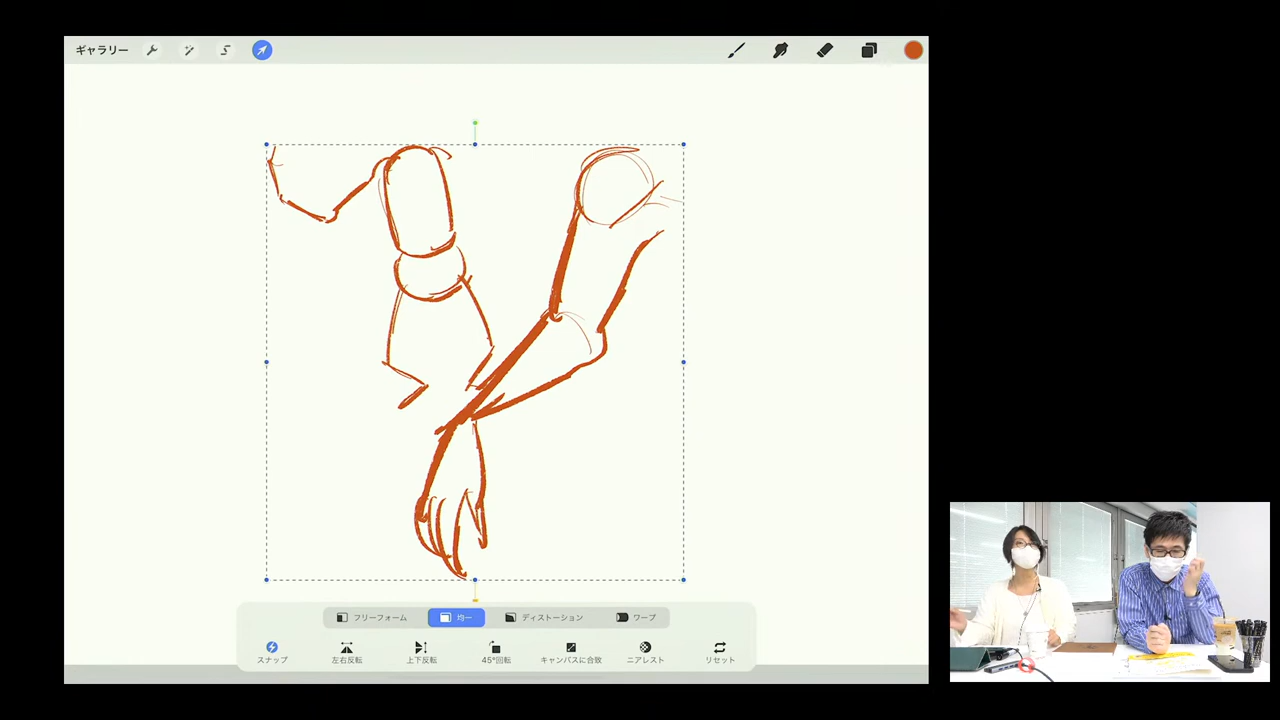 ギャラリー
フリーフォーム 均一 ディストーション ワープ
スナップ 左右反転 上下反転 45°回転 キャンバスに合致 ニアレスト リセット